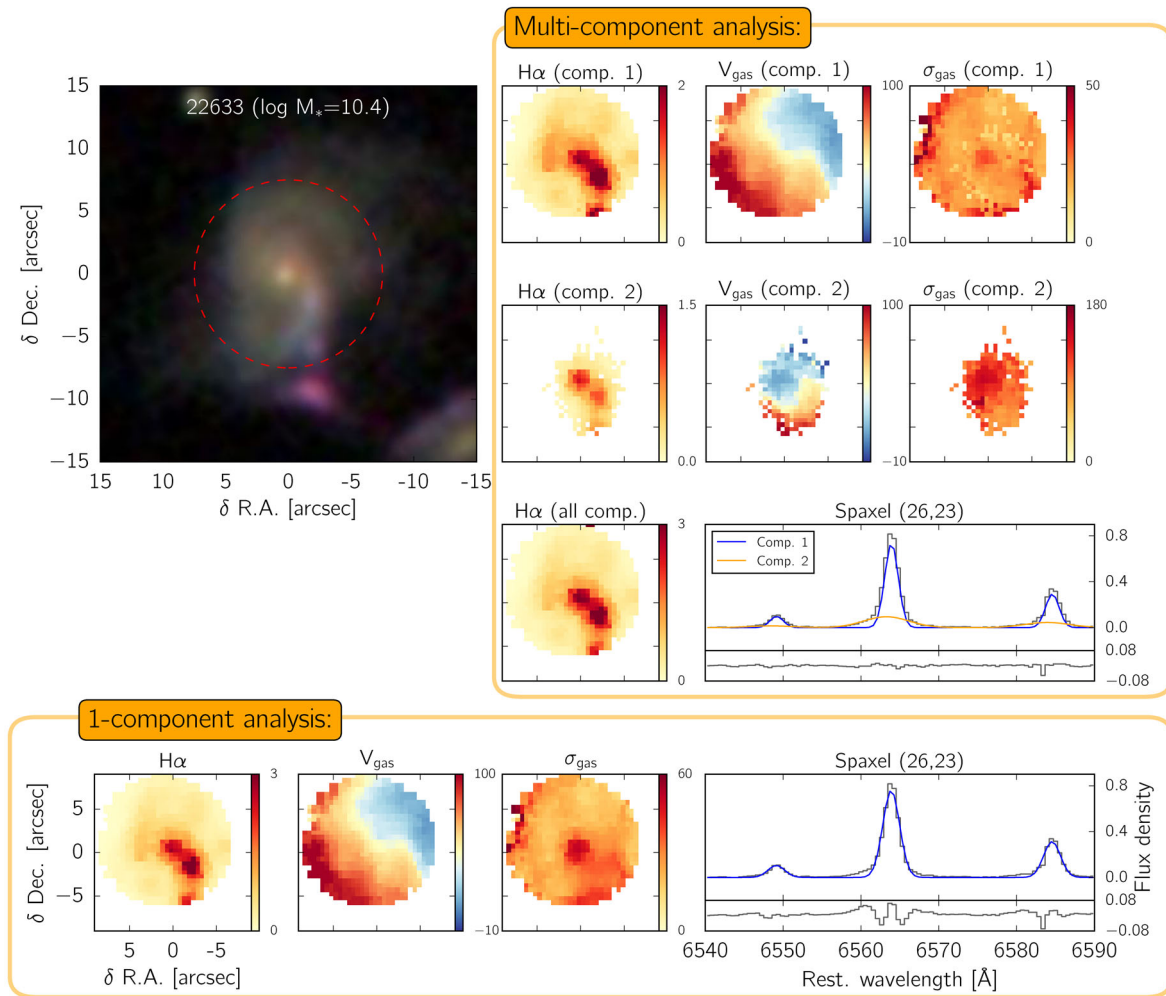 Multi-component analysis:
22633 (log M*=10.4)
15
10
5
0
−5
−10
−15
15
10
5
0
-5
-10
-15
δ Dec. [arcsec]
δ R.A. [arcsec]
Hα (comp. 1)
2
0
Vgas (comp. 1)
100
−10
σgas (comp. 1)
50
0
Hα (comp. 2)
1.5
0.0
Vgas (comp. 2)
100
−10
σgas (comp. 2)
180
0
Hα (all comp.)
3
0
Spaxel (26,23)
Comp. 1
Comp. 2
0.8
0.4
0.0
0.08
−0.08
1-component analysis:
Hα
3
0
5
0
−5
δ Dec. [arcsec]
5
0
-5
δ R.A. [arcsec]
Vgas
100
−10
σgas
60
0
Spaxel (26,23)
0.8
0.4
0.0
0.08
−0.08
Flux density
6540
6550
6560
6570
6580
6590
Rest. wavelength [Å]